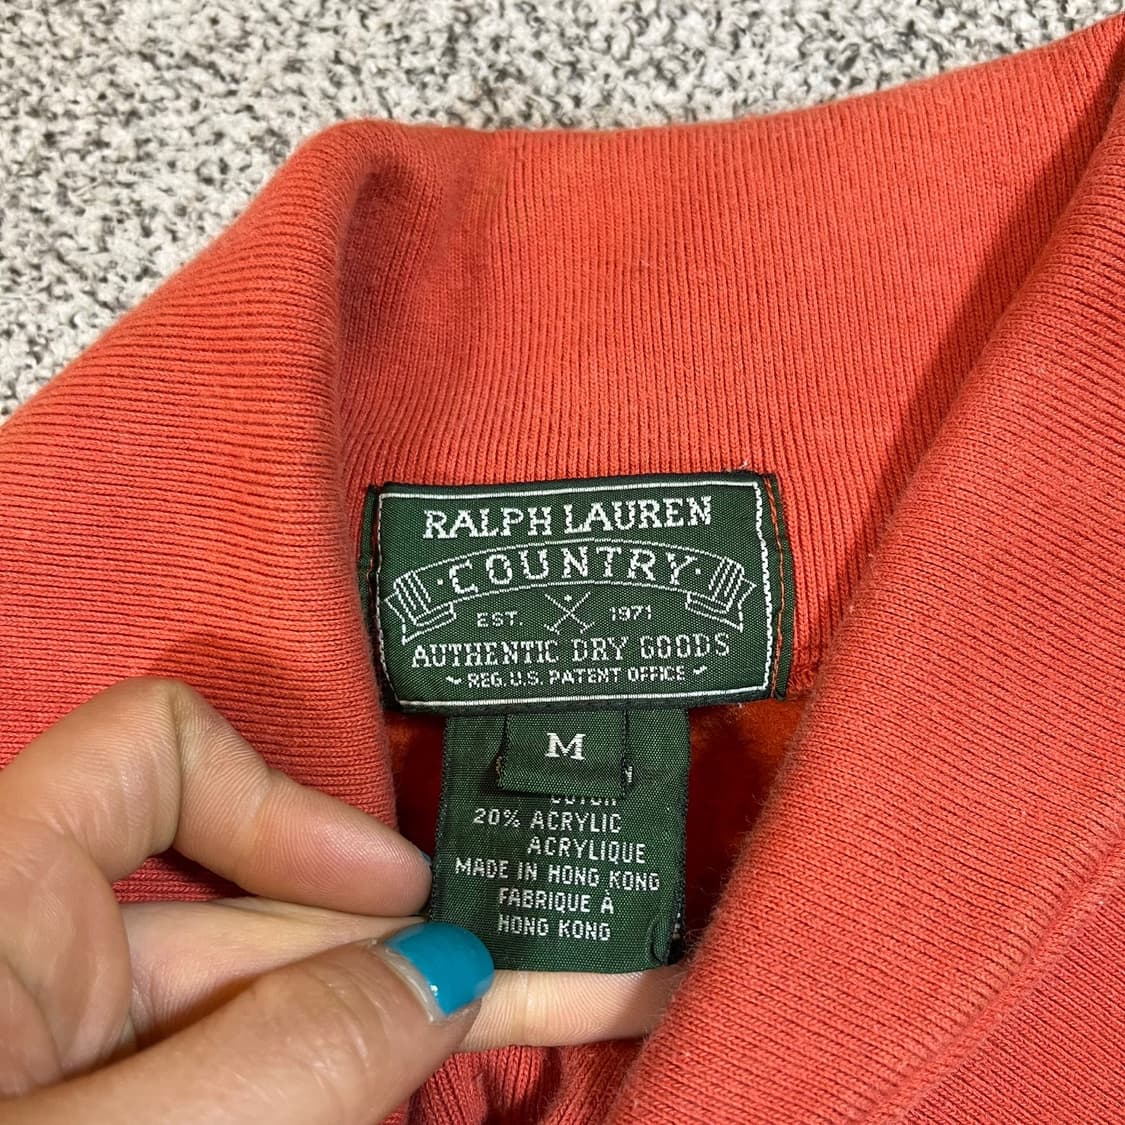 RALPH LAUREN
·COUNTRY·
EST. 1971
AUTHENTIC DRY GOODS
REG. U.S. PATENT OFFICE
M
20% ACRYLIC
ACRYLIQUE
MADE IN HONG KONG
FABRIQUE À
HONG KONG